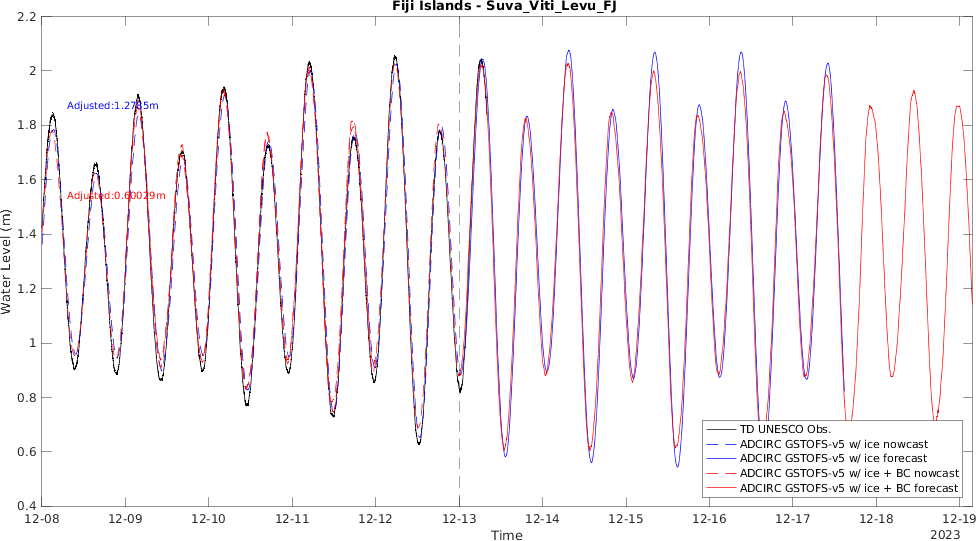 Fiji Islands - Suva_Viti_Levu_FJ
2.2
2
1.8
1.6
1.4
1.2
1
0.8
0.6
0.4
Water Level (m)
Adjusted:1.2785m
Adjusted:0.60029m
TD UNESCO Obs.
ADCIRC GSTOFS-v5 w/ ice nowcast
ADCIRC GSTOFS-v5 w/ ice forecast
ADCIRC GSTOFS-v5 w/ ice + BC nowcast
ADCIRC GSTOFS-v5 w/ ice + BC forecast
12-08 12-09 12-10 12-11 12-12 12-13 12-14 12-15 12-16 12-17 12-18 12-19
Time
2023